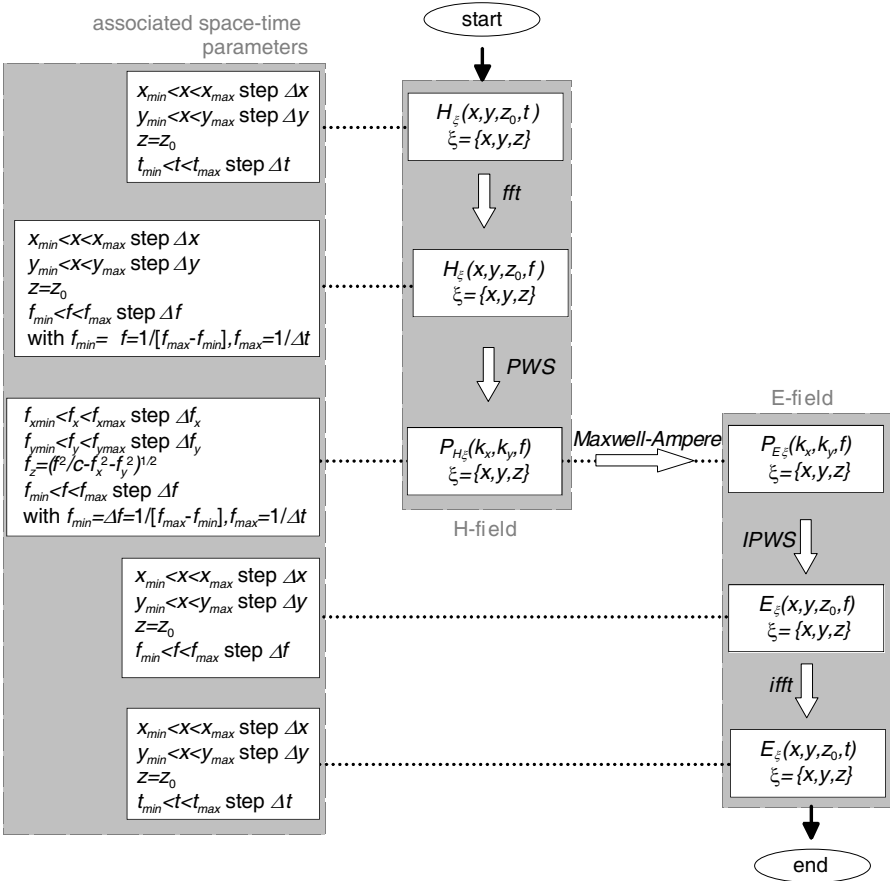 associated space-time
parameters
start
x_min<x<x_max step Δx
y_min<x<y_max step Δy
z=z_0
t_min<t<t_max step Δt
H_ξ(x,y,z_0,t)
ξ={x,y,z}
fft
x_min<x<x_max step Δx
y_min<x<y_max step Δy
z=z_0
f_min<f<f_max step Δf
with f_min= f=1/[f_max-f_min],f_max=1/Δt
H_ξ(x,y,z_0,f)
ξ={x,y,z}
PWS
E-field
f_xmin<f_x<f_xmax step Δf_x
f_ymin<f_y<f_ymax step Δf_y
f_z=(f^2/c-f_x^2-f_y^2)^1/2
f_min<f<f_max step Δf
with f_min=Δf=1/[f_max-f_min],f_max=1/Δt
P_Hξ(k_x,k_y,f)
ξ={x,y,z}
Maxwell-Ampere
P_Eξ(k_x,k_y,f)
ξ={x,y,z}
H-field
IPWS
x_min<x<x_max step Δx
y_min<x<y_max step Δy
z=z_0
f_min<f<f_max step Δf
E_ξ(x,y,z_0,f)
ξ={x,y,z}
ifft
x_min<x<x_max step Δx
y_min<x<y_max step Δy
z=z_0
t_min<t<t_max step Δt
E_ξ(x,y,z_0,t)
ξ={x,y,z}
end